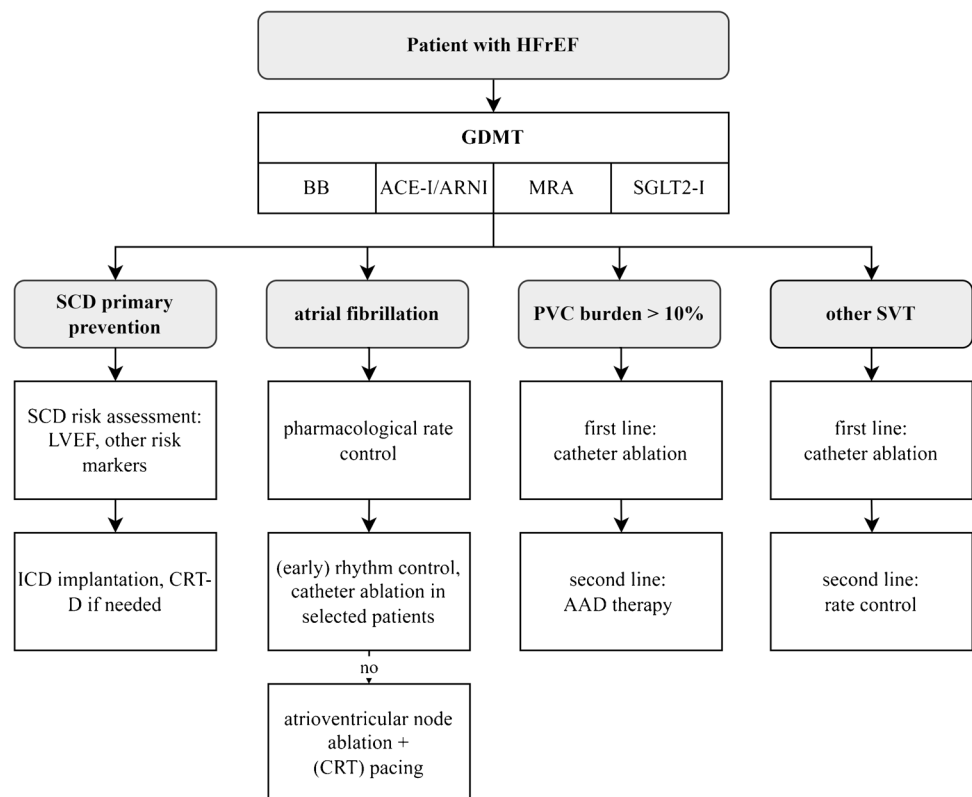 Patient with HFrEF
GDMT
BB
ACE-I/ARNI
MRA
SGLT2-I
SCD primary
prevention
atrial fibrillation
PVC burden > 10%
other SVT
SCD risk assessment:
LVEF, other risk
markers
pharmacological rate
control
first line:
catheter ablation
first line:
catheter ablation
ICD implantation, CRT-
D if needed
(early) rhythm control,
catheter ablation in
selected patients
second line:
AAD therapy
second line:
rate control
no
atrioventricular node
ablation +
(CRT) pacing